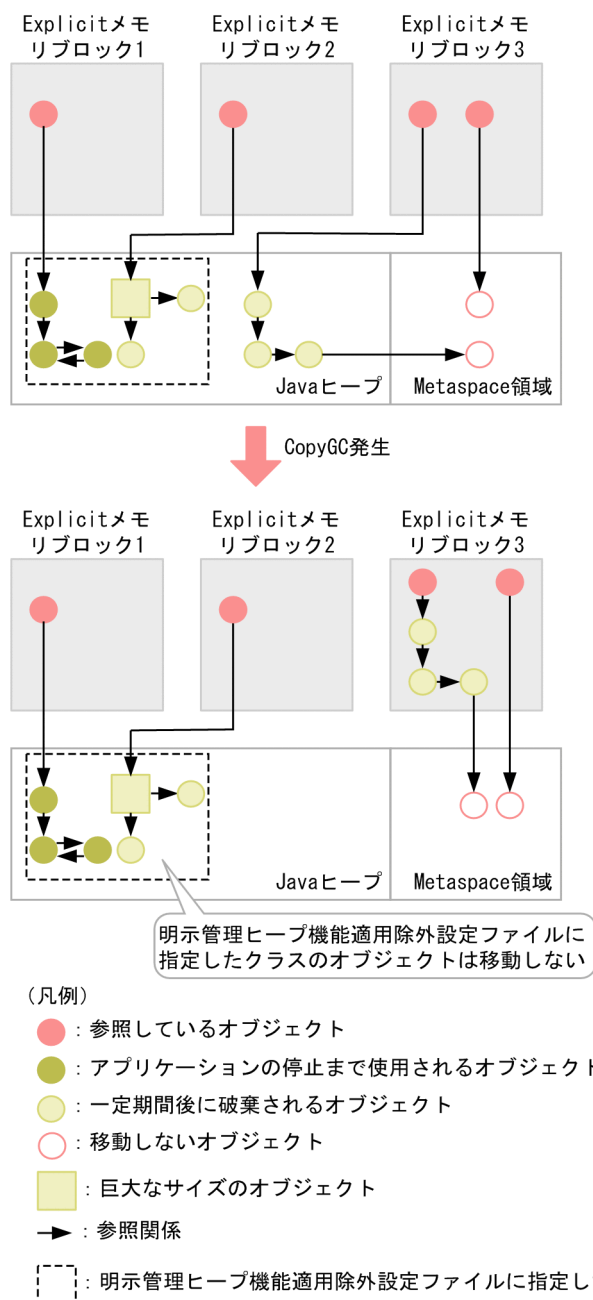 Explicitメモ
リブロック1
Explicitメモ
リブロック2
Explicitメモ
リブロック3
Javaヒープ
Metaspace領域
CopyGC発生
Explicitメモ
リブロック1
Explicitメモ
リブロック2
Explicitメモ
リブロック3
Javaヒープ
Metaspace領域
明示管理ヒープ機能適用除外設定ファイルに
指定したクラスのオブジェクトは移動しない
(凡例)
:参照しているオブジェクト
:アプリケーションの停止まで使用されるオブジェクト
:一定期間後に破棄されるオブジェクト
:移動しないオブジェクト
:巨大なサイズのオブジェクト
:参照関係
:明示管理ヒープ機能適用除外設定ファイルに指定し